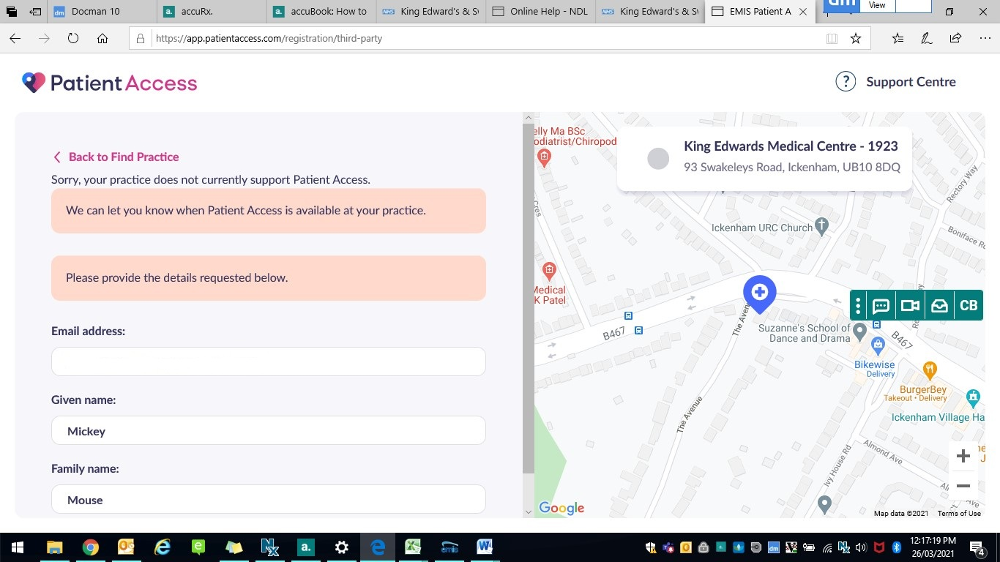 Docman 10
accuRx.
accuBook: How to
King Edward's & Sw
Online Help - NDL
King Edward's & Sw
EMIS Patient A
dm
View
https://app.patientaccess.com/registration/third-party
Patient Access
? Support Centre
Back to Find Practice
Sorry, your practice does not currently support Patient Access.
We can let you know when Patient Access is available at your practice.
Please provide the details requested below.
Email address:
Given name:
Mickey
Family name:
Mouse
King Edwards Medical Centre - 1923
93 Swakeleys Road, Ickenham, UB10 8DQ
elly Ma BSc
odiatrist/Chiropod
Rectory Way
Cres
Ickenham URC Church
Boniface
Medical
K Patel
The Aven
CB
B467
Suzanne's School of
Dance and Drama
B467
Bikewise
Delivery
BurgerBey
Takeout • Delivery
Ickenham Village Ha
The Avenue
Almond Ave
Ivy House Rd
Google
Map data ©2021 Terms of Use
12:17:19 PM
26/03/2021
4